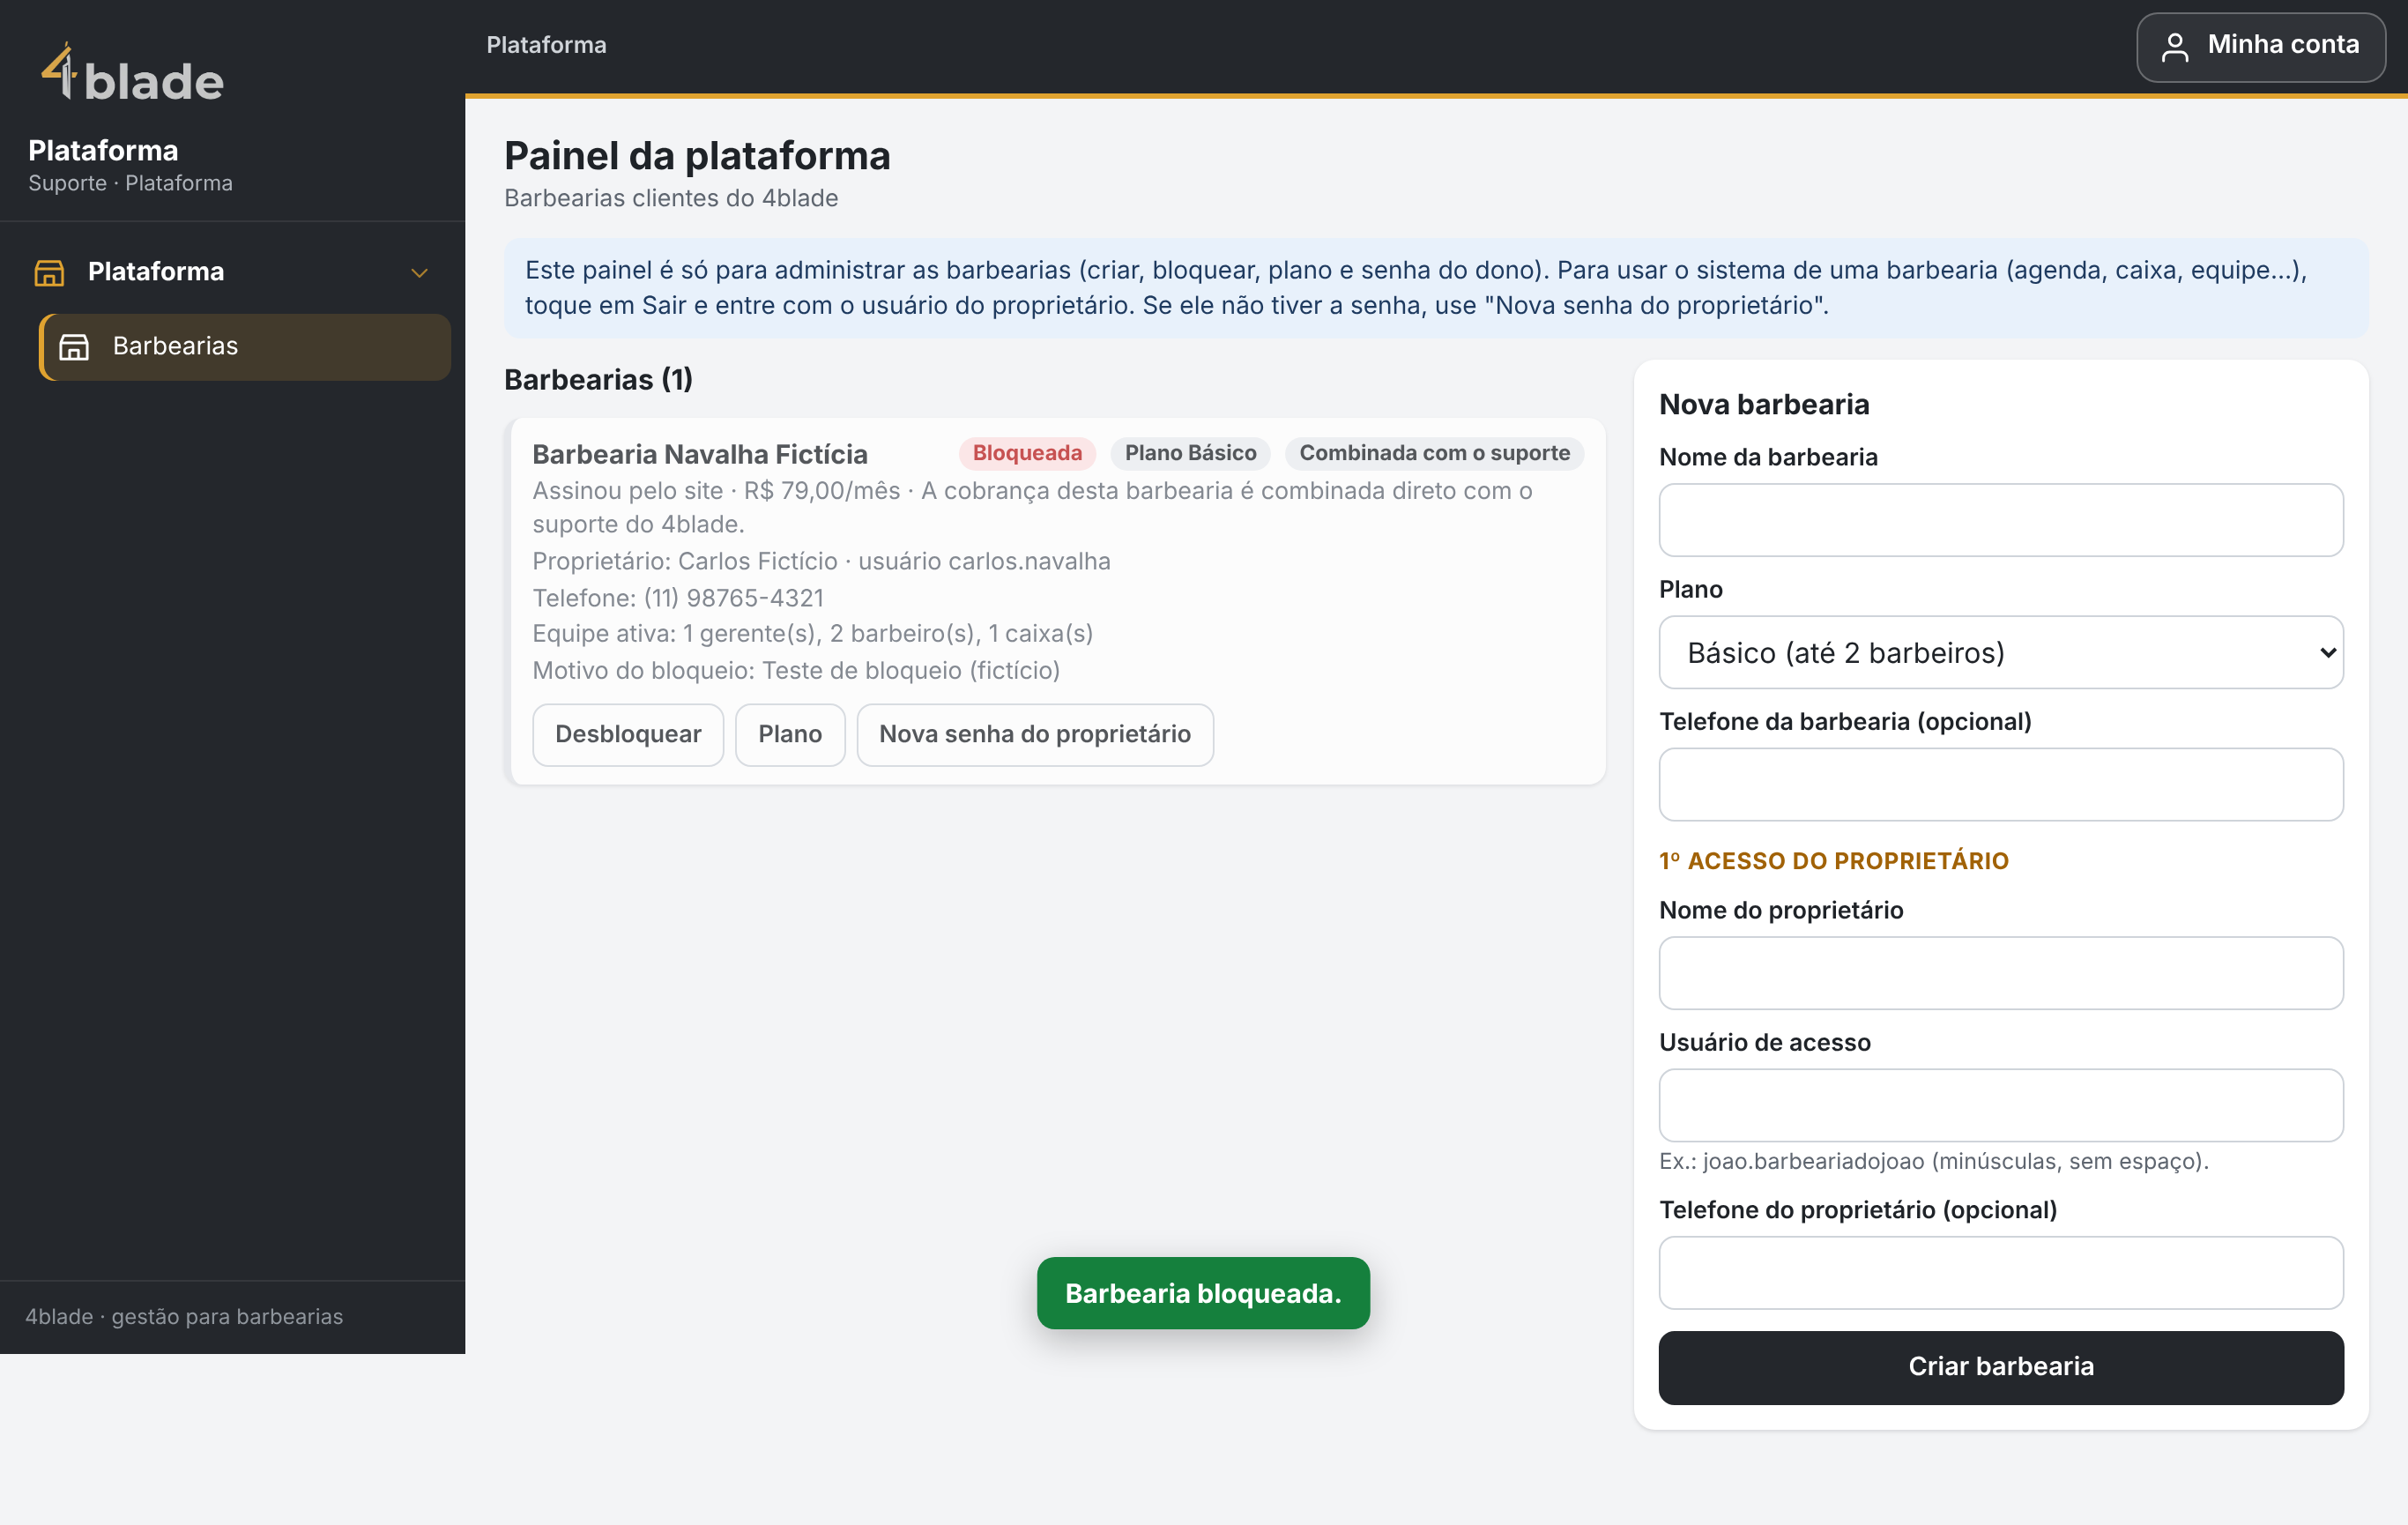 4blade
Plataforma
Suporte · Plataforma
Plataforma
Barbearias
4blade · gestão para barbearias
Plataforma
Minha conta
Painel da plataforma
Barbearias clientes do 4blade
Este painel é só para administrar as barbearias (criar, bloquear, plano e senha do dono). Para usar o sistema de uma barbearia (agenda, caixa, equipe...),
toque em Sair e entre com o usuário do proprietário. Se ele não tiver a senha, use "Nova senha do proprietário".
Barbearias (1)
Barbearia Navalha Fictícia Bloqueada Plano Básico Combinada com o suporte
Assinou pelo site · R$ 79,00/mês · A cobrança desta barbearia é combinada direto com o
suporte do 4blade.
Proprietário: Carlos Fictício · usuário carlos.navalha
Telefone: (11) 98765-4321
Equipe ativa: 1 gerente(s), 2 barbeiro(s), 1 caixa(s)
Motivo do bloqueio: Teste de bloqueio (fictício)
Desbloquear Plano Nova senha do proprietário
Barbearia bloqueada.
Nova barbearia
Nome da barbearia
Plano
Básico (até 2 barbeiros)
Telefone da barbearia (opcional)
1º ACESSO DO PROPRIETÁRIO
Nome do proprietário
Usuário de acesso
Ex.: joao.barbeariadojoao (minúsculas, sem espaço).
Telefone do proprietário (opcional)
Criar barbearia